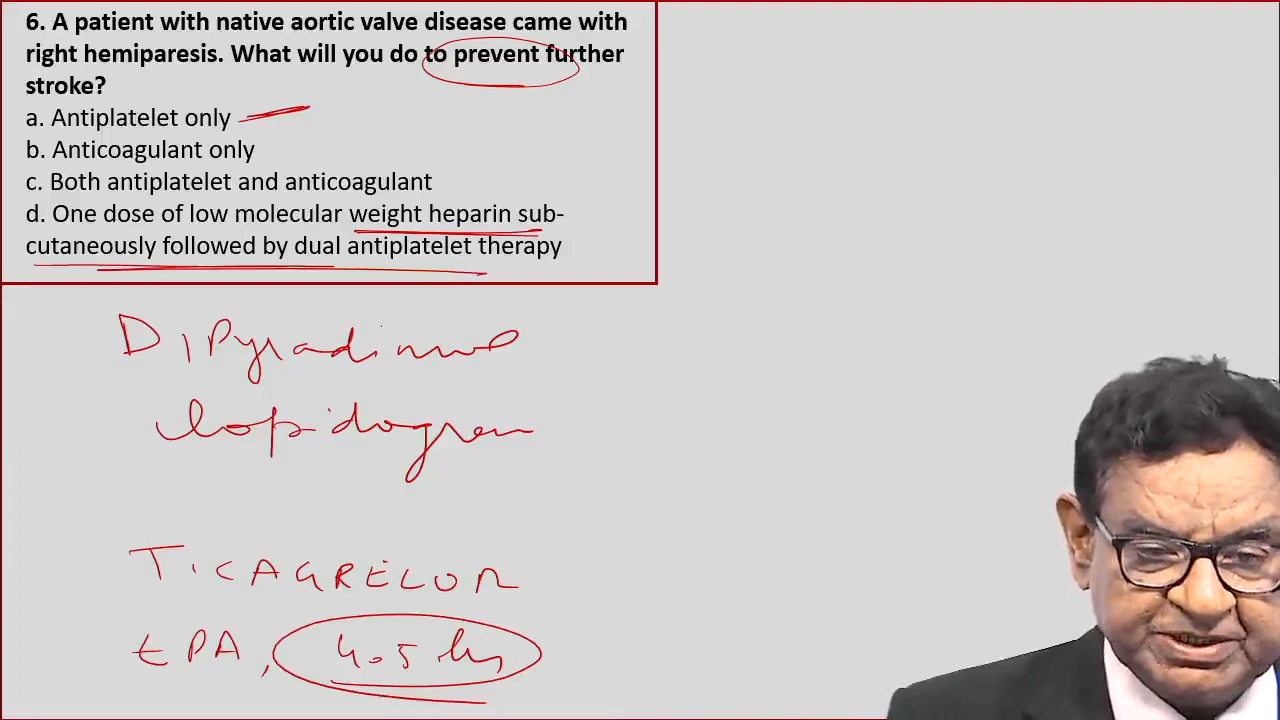 6. A patient with native aortic valve disease came with
right hemiparesis. What will you do to prevent further
stroke?
a. Antiplatelet only
b. Anticoagulant only
c. Both antiplatelet and anticoagulant
d. One dose of low molecular weight heparin sub-
cutaneously followed by dual antiplatelet therapy
TICAGRELOR
tPA, 4.5 hrs